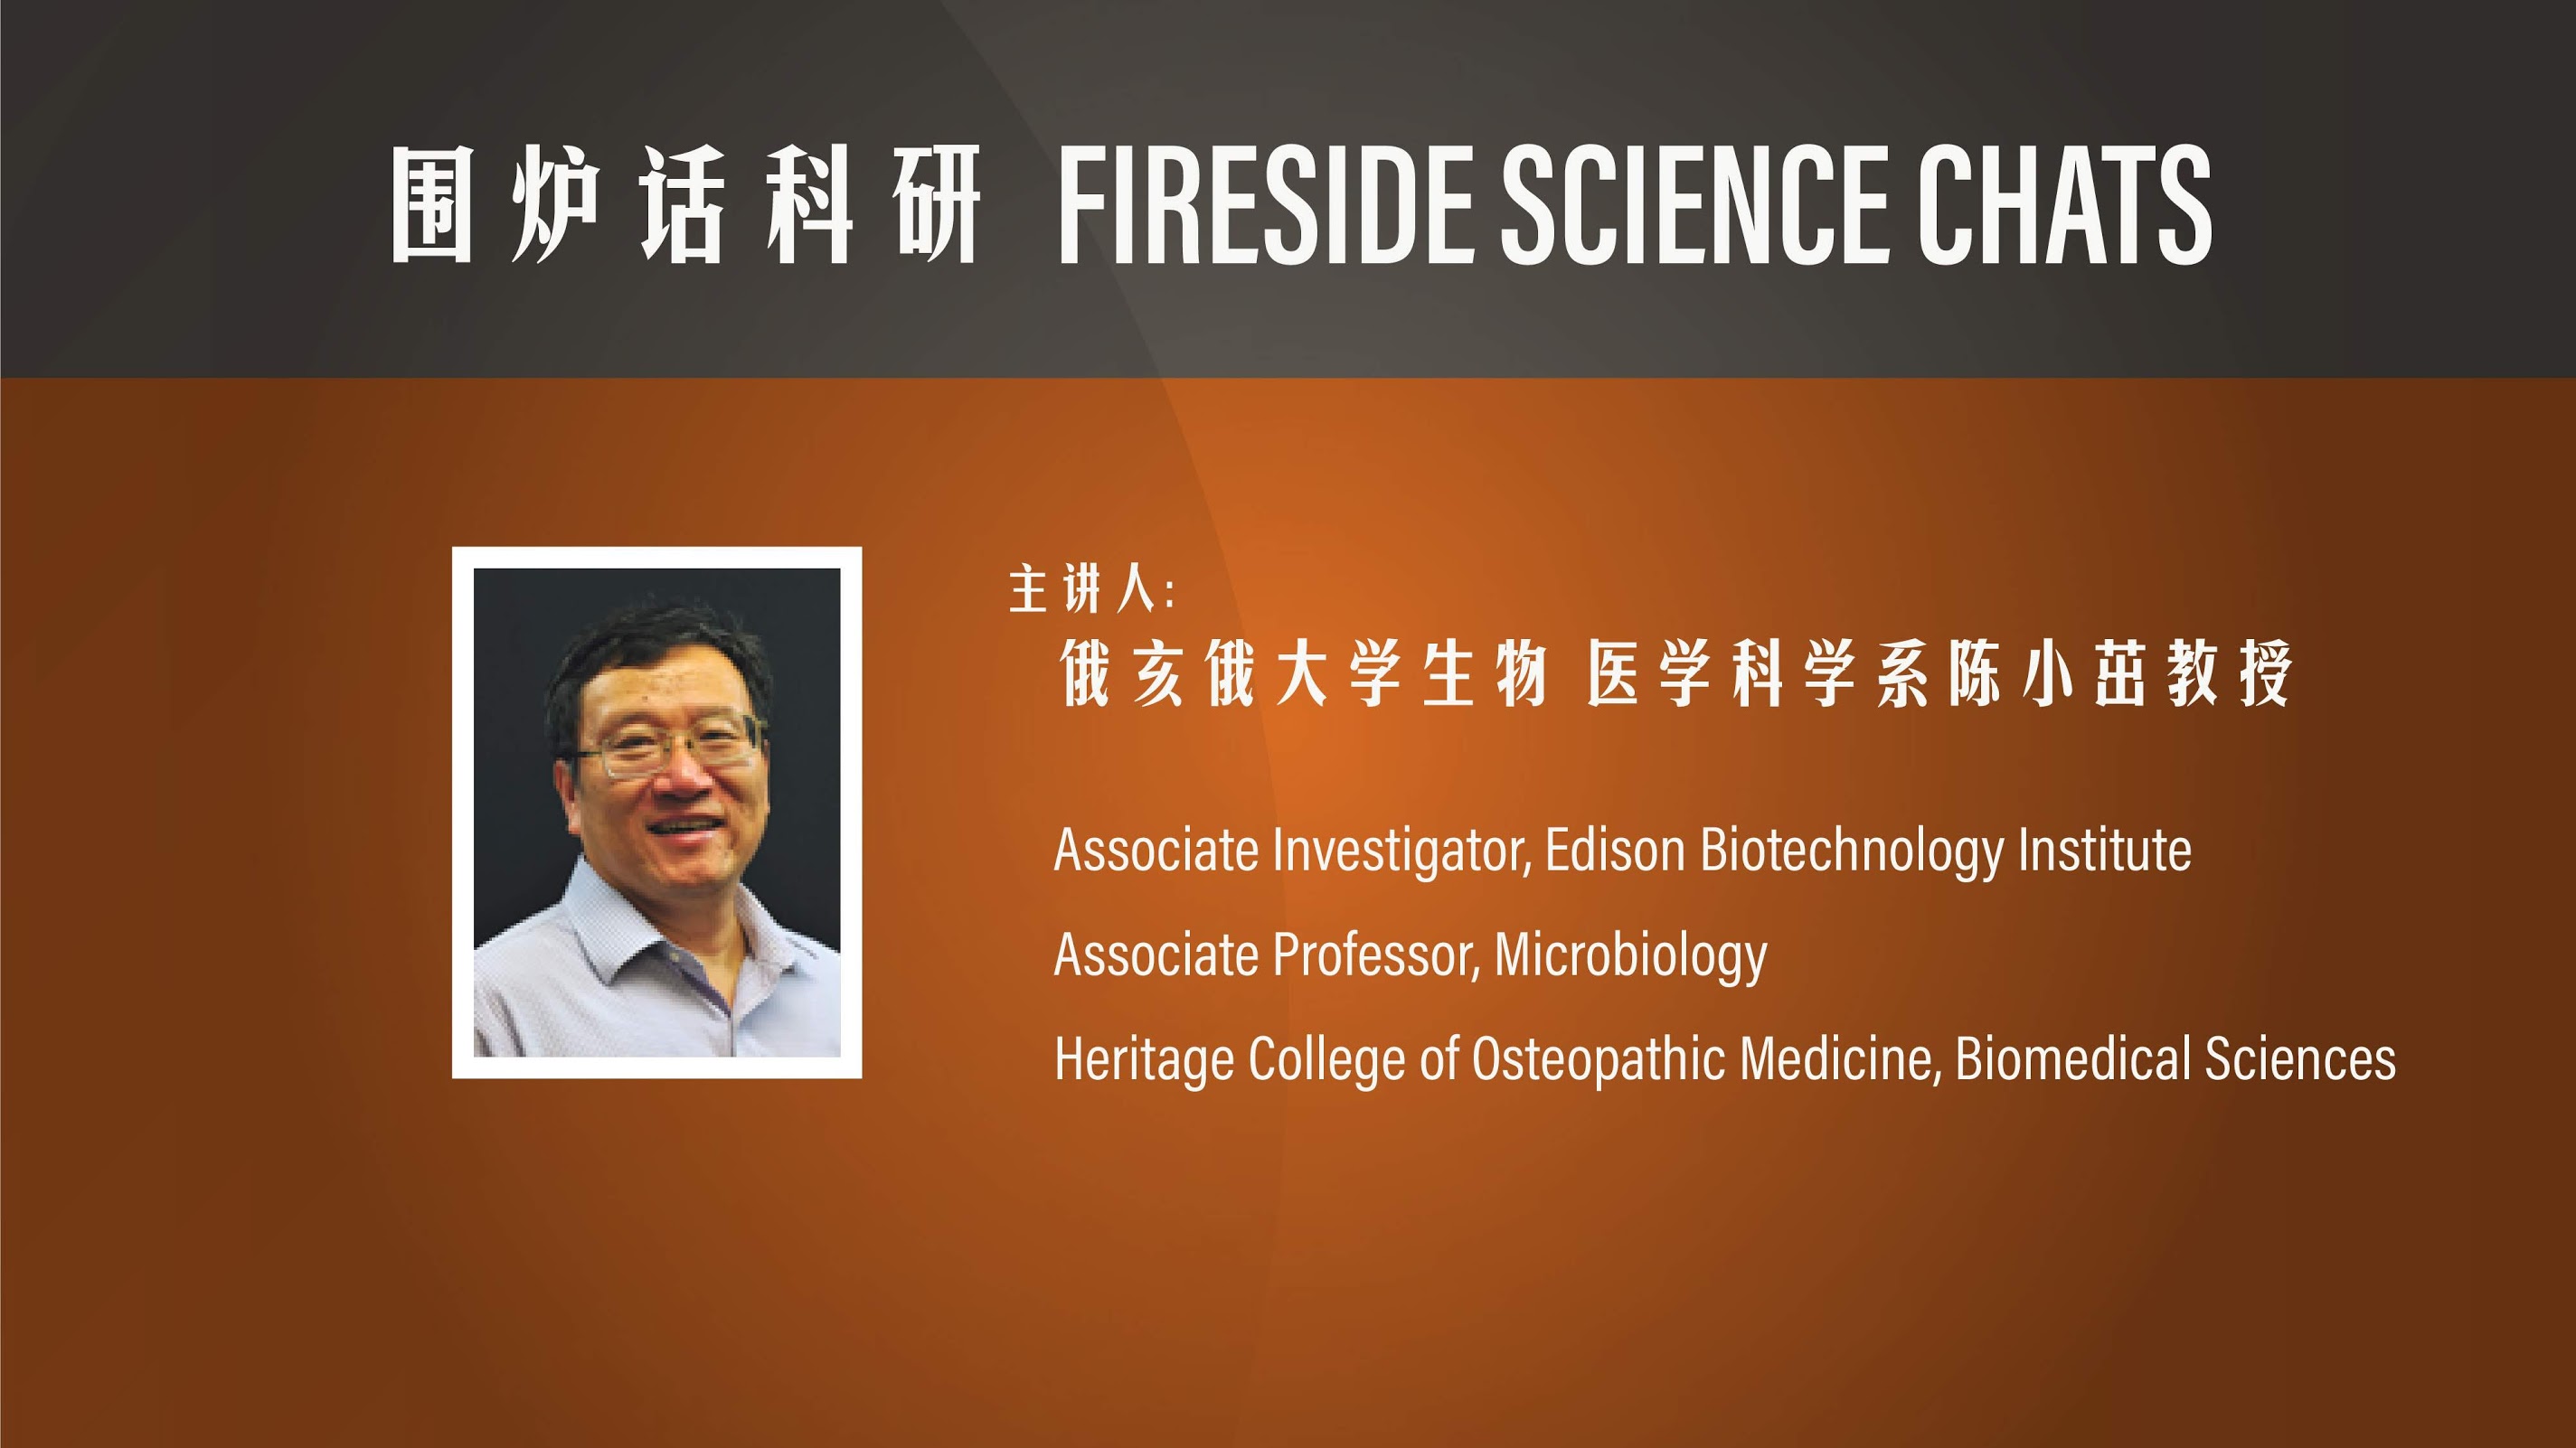 围炉话科研 FIRESIDE SCIENCE CHATS
主讲人:
俄亥俄大学生物 医学科学系陈小茁教授
Associate Investigator, Edison Biotechnology Institute
Associate Professor, Microbiology
Heritage College of Osteopathic Medicine, Biomedical Sciences